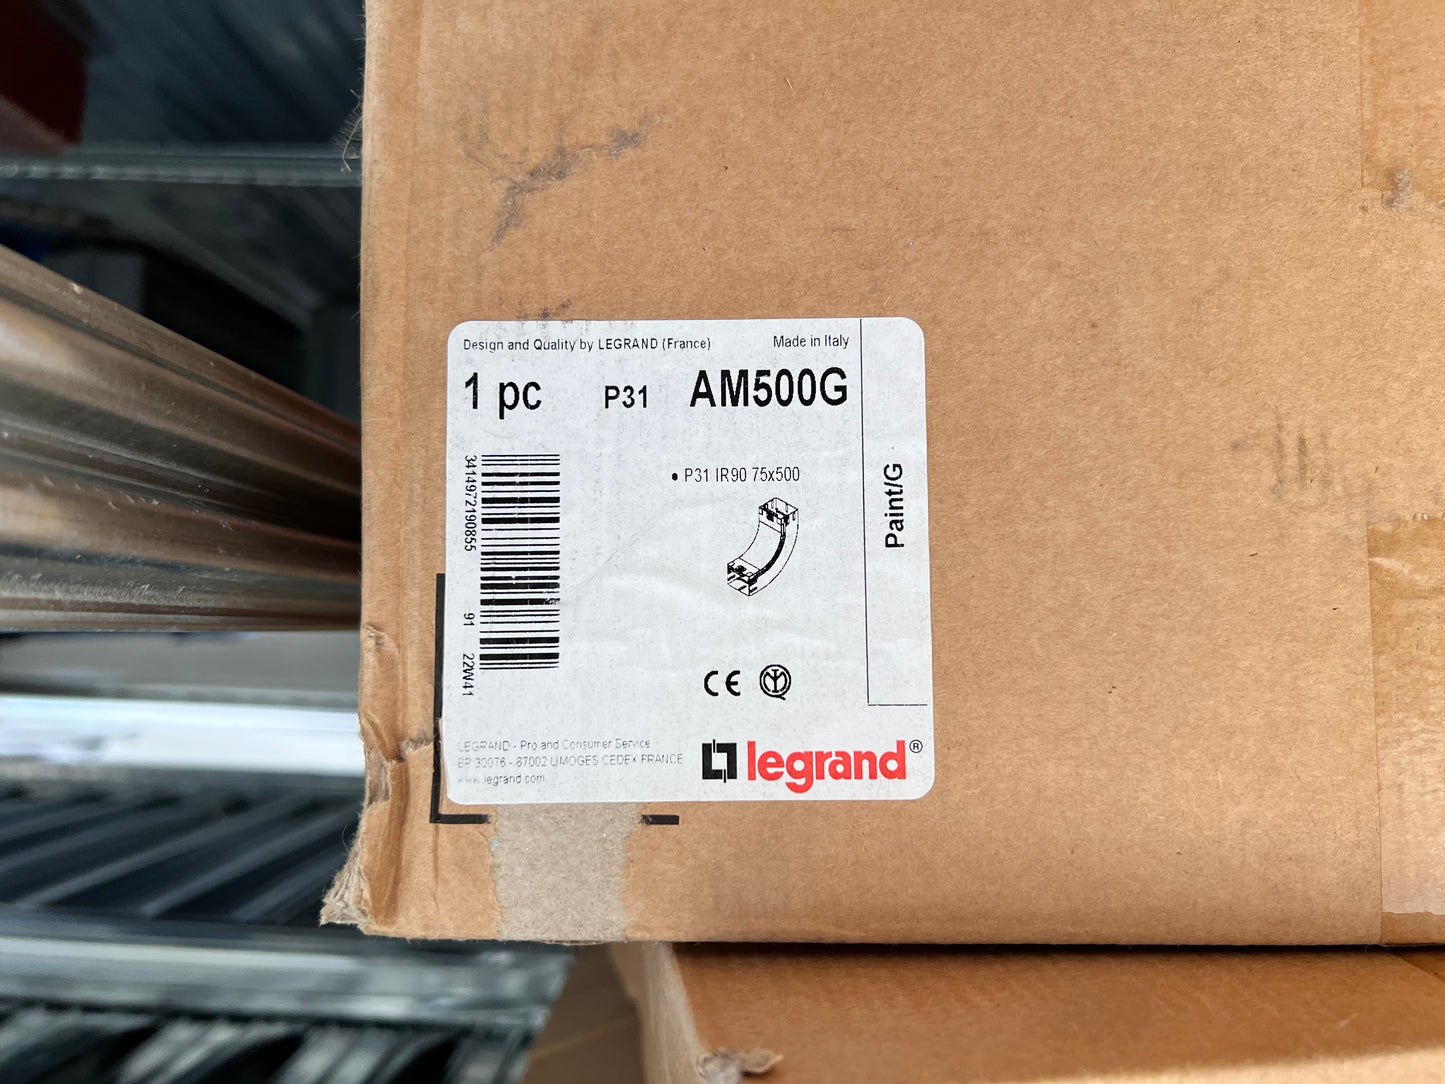 Design and Quality by LEGRAND (France) Made in Italy
1 pc P31 AM500G
• P31 IR90 75x500
3414972190855 91 22W41
Paint/G
CE
LEGRAND - Pro and Consumer Service
BP 30076 - 87002 LIMOGES CEDEX FRANCE
www.legrand.com
legrand®